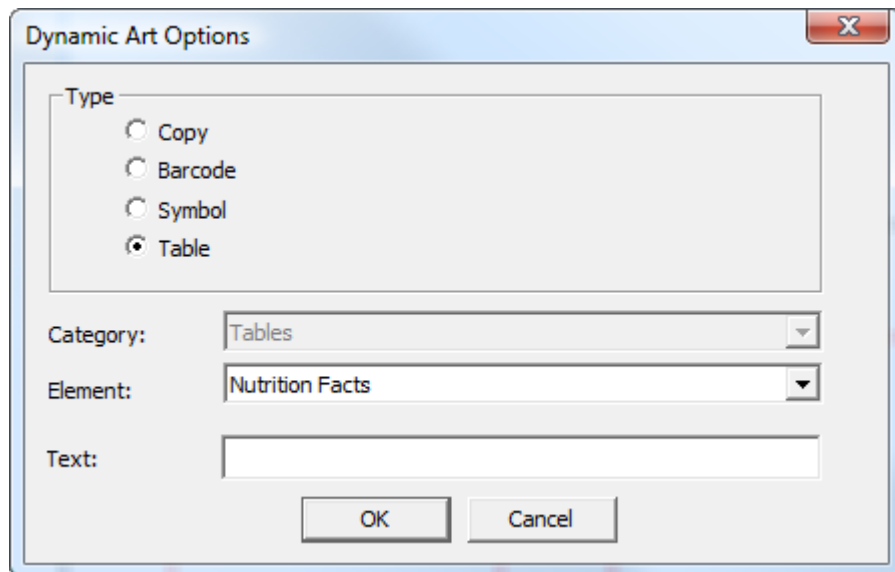 Dynamic Art Options
Type
Copy
Barcode
Symbol
Table
Category: Tables
Element: Nutrition Facts
Text:
OK Cancel